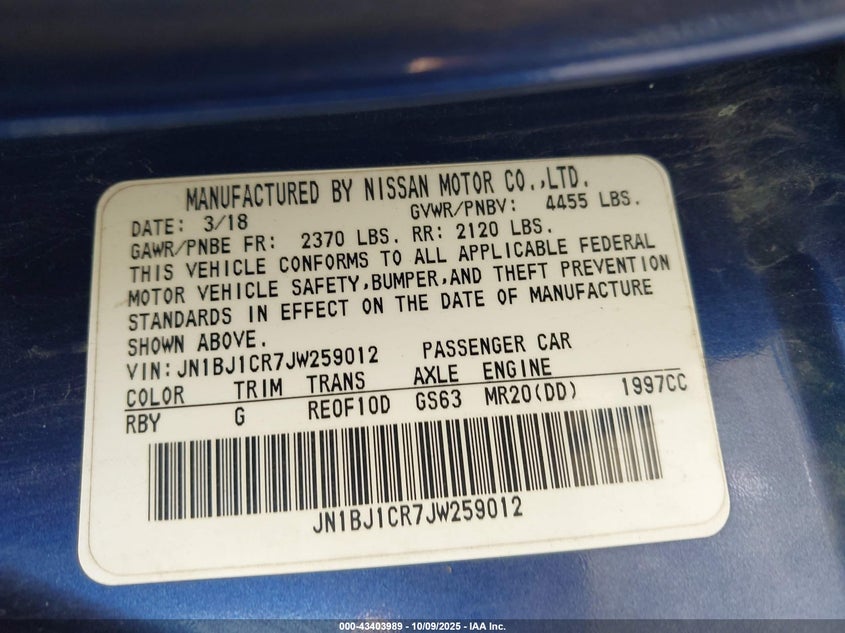 MANUFACTURED BY NISSAN MOTOR CO.,LTD.
DATE: 3/18 GVWR/PNBV: 4455 LBS.
GAWR/PNBE FR: 2370 LBS. RR: 2120 LBS.
THIS VEHICLE CONFORMS TO ALL APPLICABLE FEDERAL
MOTOR VEHICLE SAFETY,BUMPER,AND THEFT PREVENTION
STANDARDS IN EFFECT ON THE DATE OF MANUFACTURE
SHOWN ABOVE.
VIN:JN1BJ1CR7JW259012 PASSENGER CAR
COLOR TRIM TRANS AXLE ENGINE
RBY G RE0F10D GS63 MR20(DD) 1997CC
JN1BJ1CR7JW259012
000-43403989 - 10/09/2025 - IAA Inc.